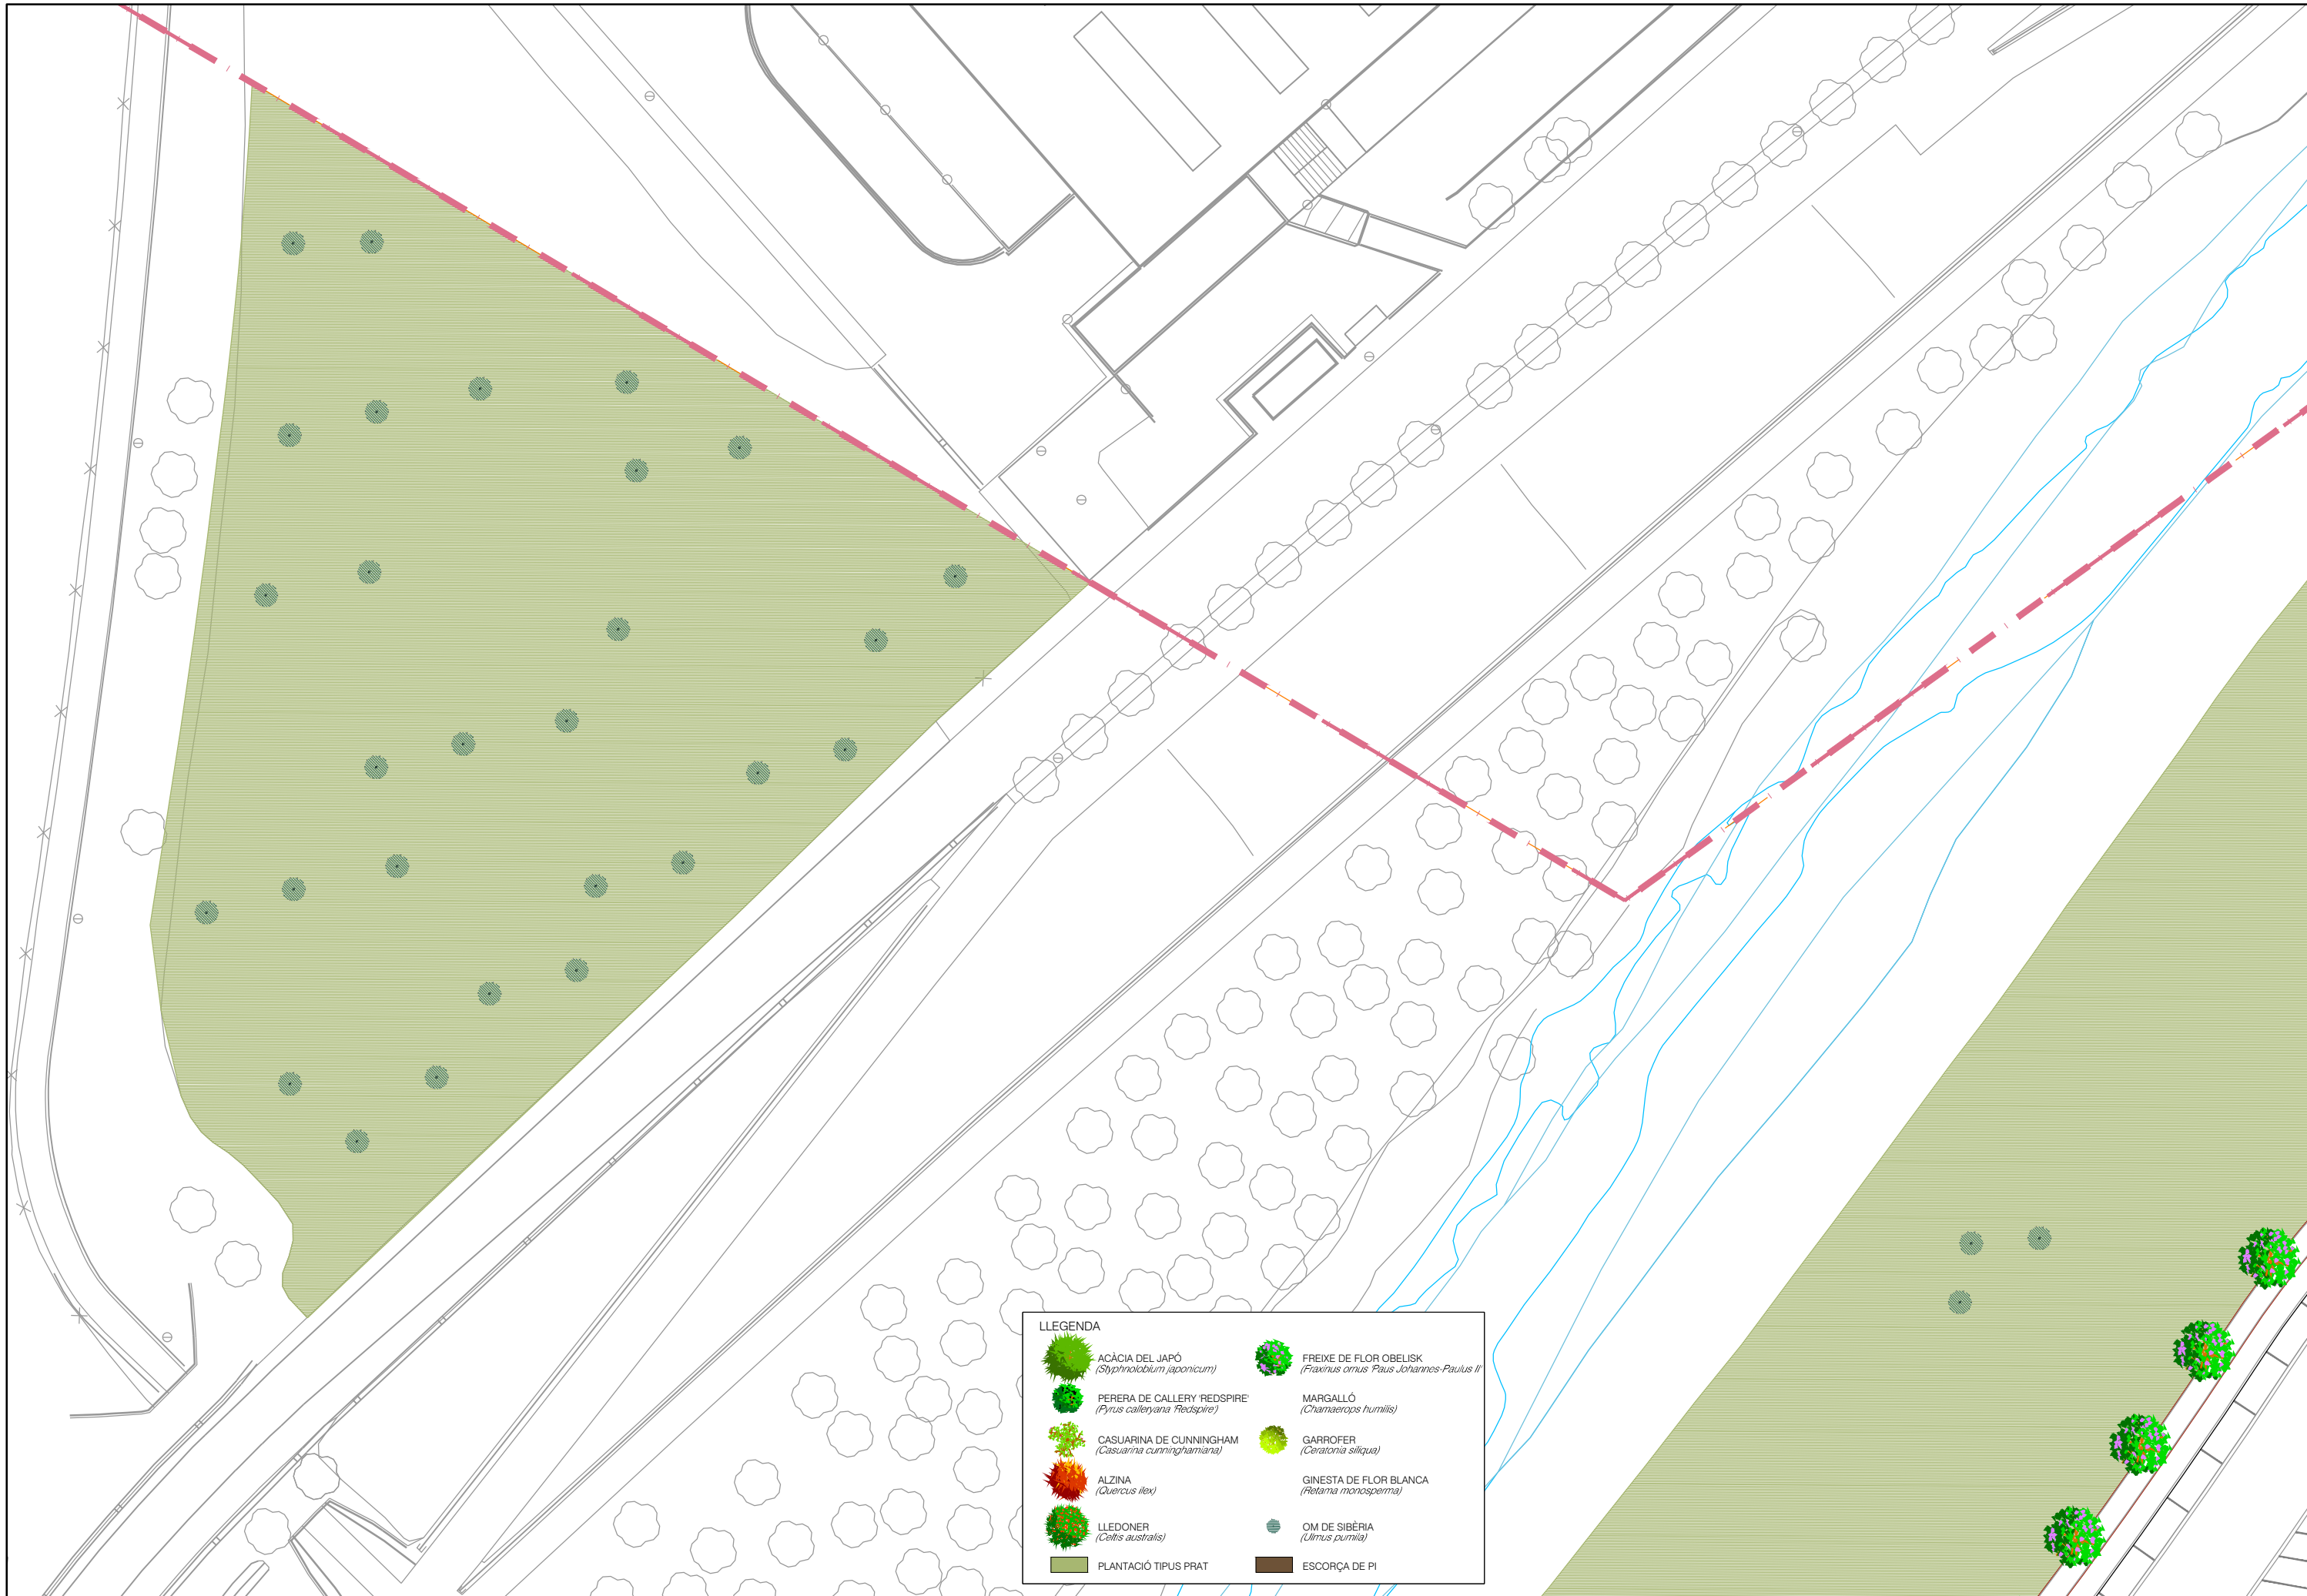 LLEGENDA
ACÀCIA DEL JAPÓ
(Styphnolobium japonicum)
PERERA DE CALLERY 'REDSPIRE'
(Pyrus calleryana 'Redspire')
CASUARINA DE CUNNINGHAM
(Casuarina cunninghamiana)
ALZINA
(Quercus ilex)
LLEDONER
(Celtis australis)
PLANTACIÓ TIPUS PRAT
FREIXE DE FLOR OBELISK
(Fraxinus ornus 'Paus Johannes-Paulus II'
MARGALLÓ
(Chamaerops humilis)
GARROFER
(Ceratonia siliqua)
GINESTA DE FLOR BLANCA
(Retama monosperma)
OM DE SIBÈRIA
(Ulmus pumila)
ESCORÇA DE PI